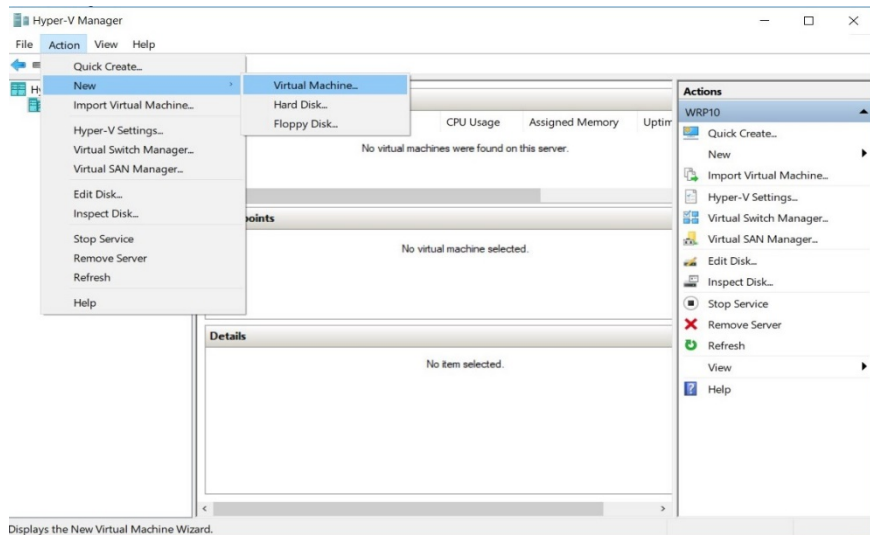 Hyper-V Manager
File Action View Help
Quick Create...
New
Import Virtual Machine...
Hyper-V Settings...
Virtual Switch Manager...
Virtual SAN Manager...
Edit Disk...
Inspect Disk...
Stop Service
Remove Server
Refresh
Help
Virtual Machine...
Hard Disk...
Floppy Disk...
CPU Usage Assigned Memory Uptim
No virtual machines were found on this server.
No virtual machine selected.
Details
No item selected.
Actions
WRP10
Quick Create...
New
Import Virtual Machine...
Hyper-V Settings...
Virtual Switch Manager...
Virtual SAN Manager...
Edit Disk...
Inspect Disk...
Stop Service
Remove Server
Refresh
View
Help
Displays the New Virtual Machine Wizard.